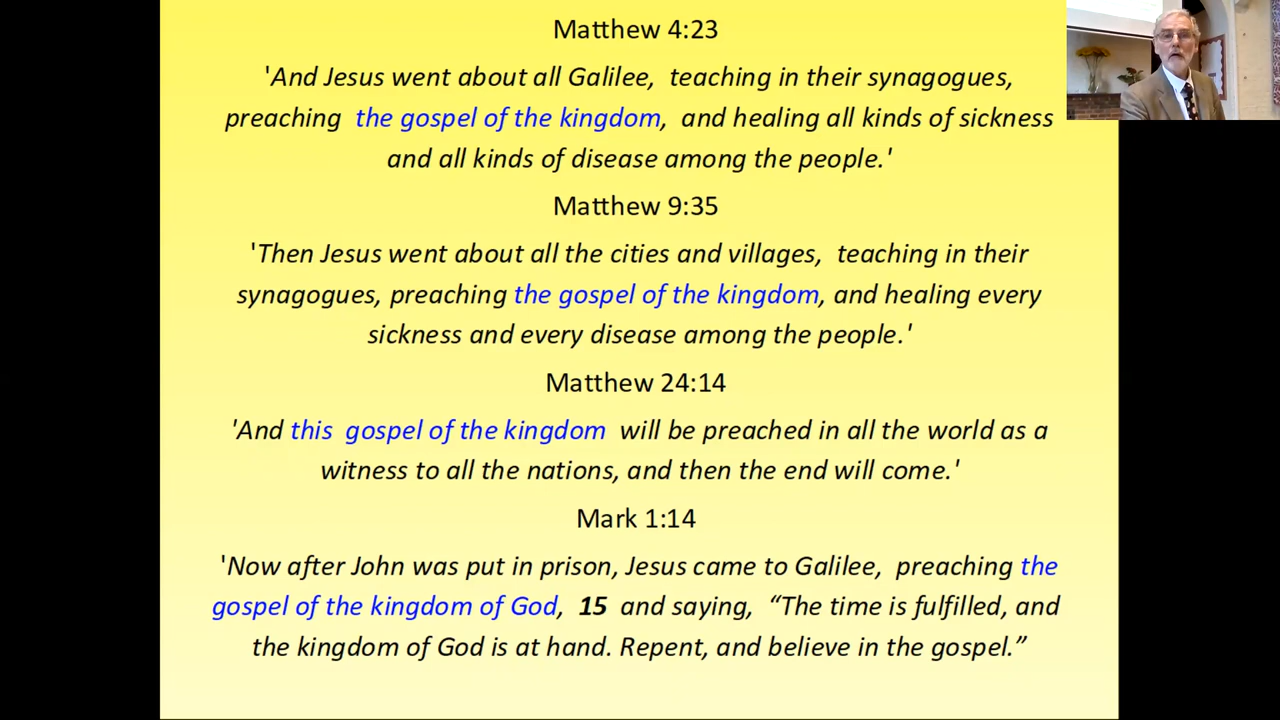 Matthew 4:23
'And Jesus went about all Galilee, teaching in their synagogues,
preaching the gospel of the kingdom, and healing all kinds of sickness
and all kinds of disease among the people.'
Matthew 9:35
'Then Jesus went about all the cities and villages, teaching in their
synagogues, preaching the gospel of the kingdom, and healing every
sickness and every disease among the people.'
Matthew 24:14
'And this gospel of the kingdom will be preached in all the world as a
witness to all the nations, and then the end will come.'
Mark 1:14
'Now after John was put in prison, Jesus came to Galilee, preaching the
gospel of the kingdom of God, 15 and saying, “The time is fulfilled, and
the kingdom of God is at hand. Repent, and believe in the gospel.”